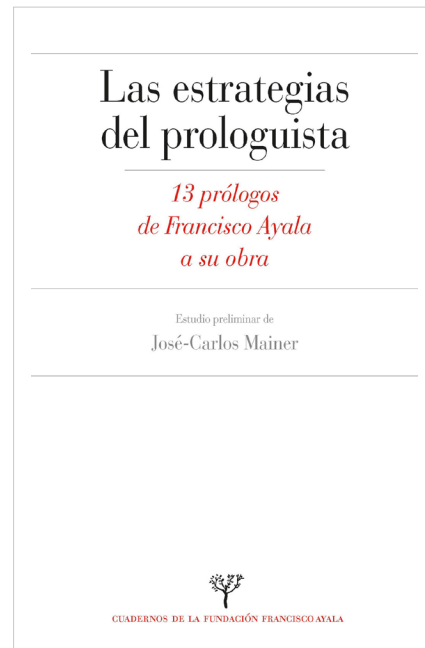 Las estrategias
del prologuista
13 prólogos
de Francisco Ayala
a su obra
Estudio preliminar de
José-Carlos Mainer
CUADERNOS DE LA FUNDACIÓN FRANCISCO AYALA